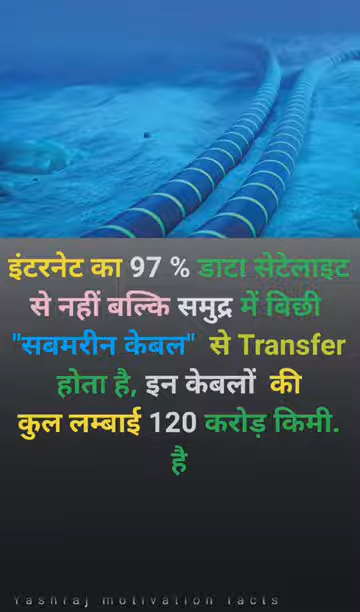 इंटरनेट का 97 % डाटा सेटेलाइट
से नहीं बल्कि समुद्र में विछी
"सबमरीन केबल" से Transfer
होता है, इन केबलों की
कुल लम्बाई 120 करोड़ किमी.
है
Yashraj motivation facts